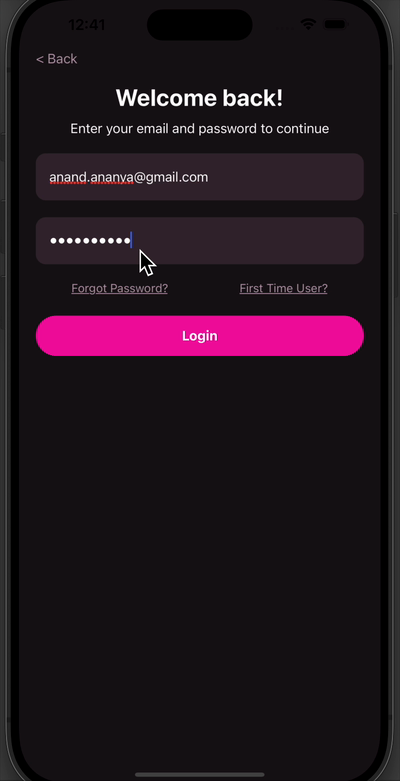 12:41
< Back
Welcome back!
Enter your email and password to continue
anand.ananya@gmail.com
••••••••••
Forgot Password? First Time User?
Login